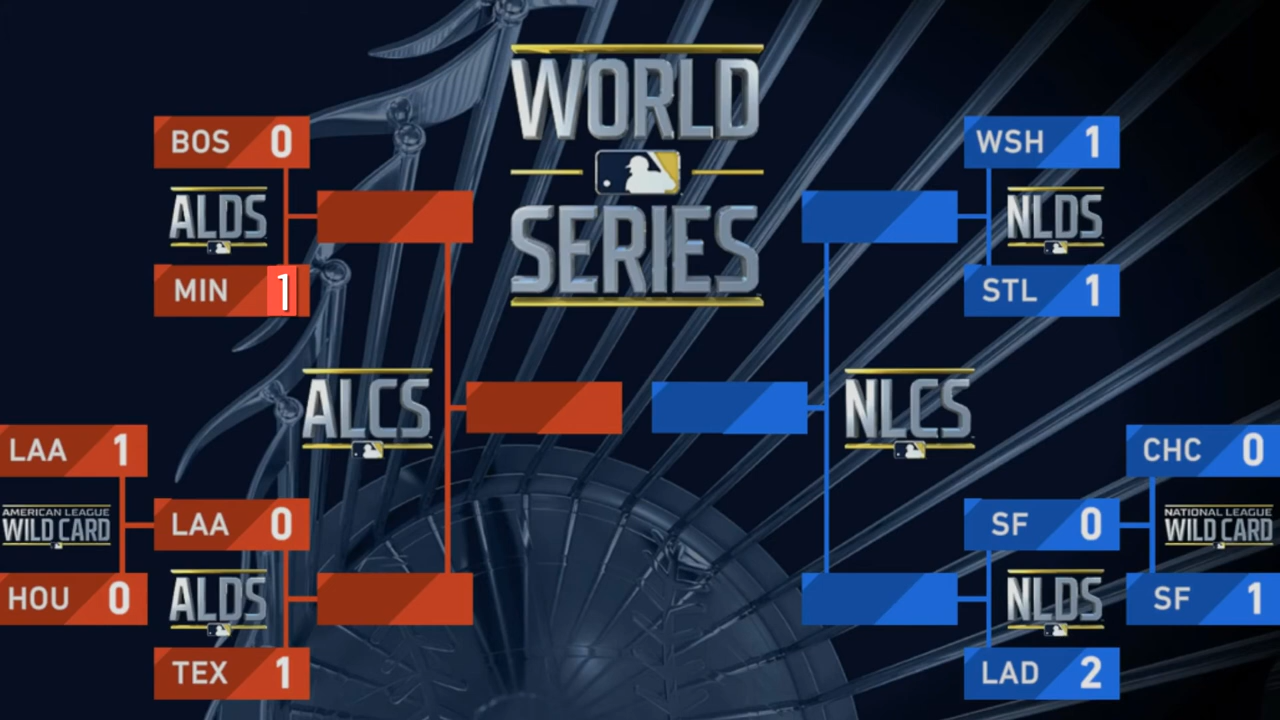 WORLD
SERIES
BOS 0
ALDS
MIN 1
WSH 1
NLDS
STL 1
ALCS
NLCS
LAA 1
AMERICAN LEAGUE
WILD CARD
HOU 0
LAA 0
ALDS
TEX 1
SF 0
NLDS
LAD 2
CHC 0
NATIONAL LEAGUE
WILD CARD
SF 1